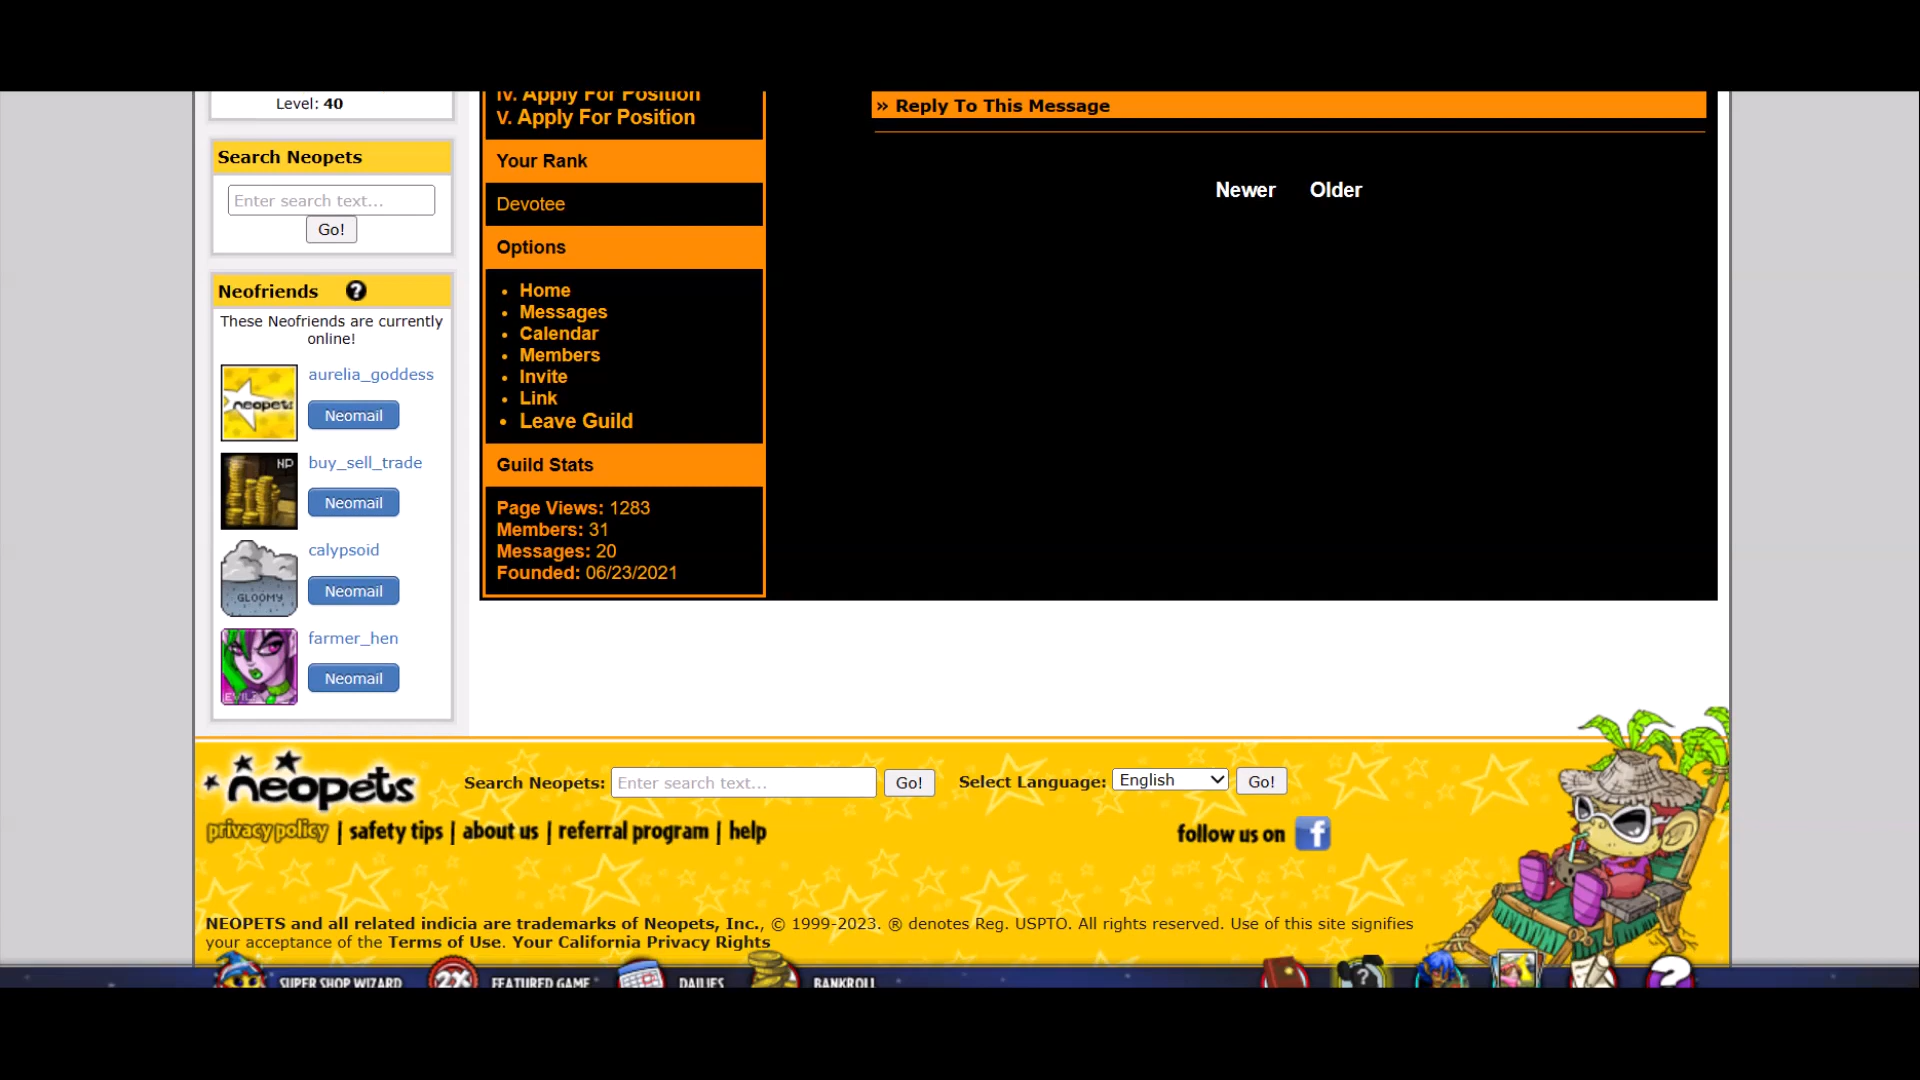 Level: 40
Search Neopets
Enter search text...
Go!
Neofriends ?
These Neofriends are currently
online!
neopets
aurelia_goddess
Neomail
NP
buy_sell_trade
Neomail
GLOOMY
calypsoid
Neomail
EVIL
farmer_hen
Neomail
IV. Apply For Position
V. Apply For Position
Your Rank
Devotee
Options
• Home
• Messages
• Calendar
• Members
• Invite
• Link
• Leave Guild
Guild Stats
Page Views: 1283
Members: 31
Messages: 20
Founded: 06/23/2021
» Reply To This Message
Newer Older
neopets
Search Neopets: Enter search text... Go! Select Language: English Go!
privacy policy | safety tips | about us | referral program | help
follow us on f
NEOPETS and all related indicia are trademarks of Neopets, Inc., © 1999-2023. ® denotes Reg. USPTO. All rights reserved. Use of this site signifies
your acceptance of the Terms of Use. Your California Privacy Rights
SUPER SHOP WIZARD 2X FEATURED GAME DAILIES BANKROLL ? ?